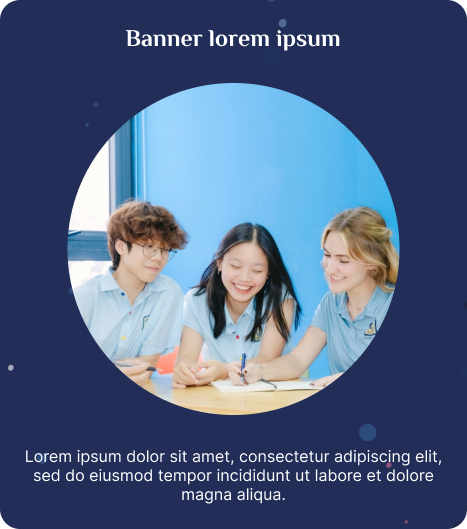 Banner lorem ipsum
Lorem ipsum dolor sit amet, consectetur adipiscing elit,
sed do eiusmod tempor incididunt ut labore et dolore
magna aliqua.